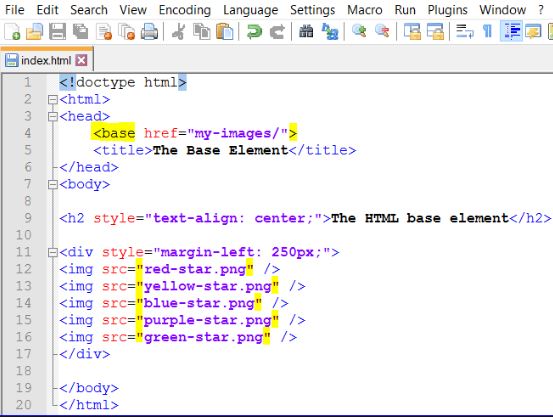 File Edit Search View Encoding Language Settings Macro Run Plugins Window ?
index.html
1 <!doctype html>
2 <html>
3 <head>
4 <base href="my-images/">
5 <title>The Base Element</title>
6 </head>
7 <body>
8
9 <h2 style="text-align: center;">The HTML base element</h2>
10
11 <div style="margin-left: 250px;">
12 <img src="red-star.png" />
13 <img src="yellow-star.png" />
14 <img src="blue-star.png" />
15 <img src="purple-star.png" />
16 <img src="green-star.png" />
17 </div>
18
19 </body>
20 </html>